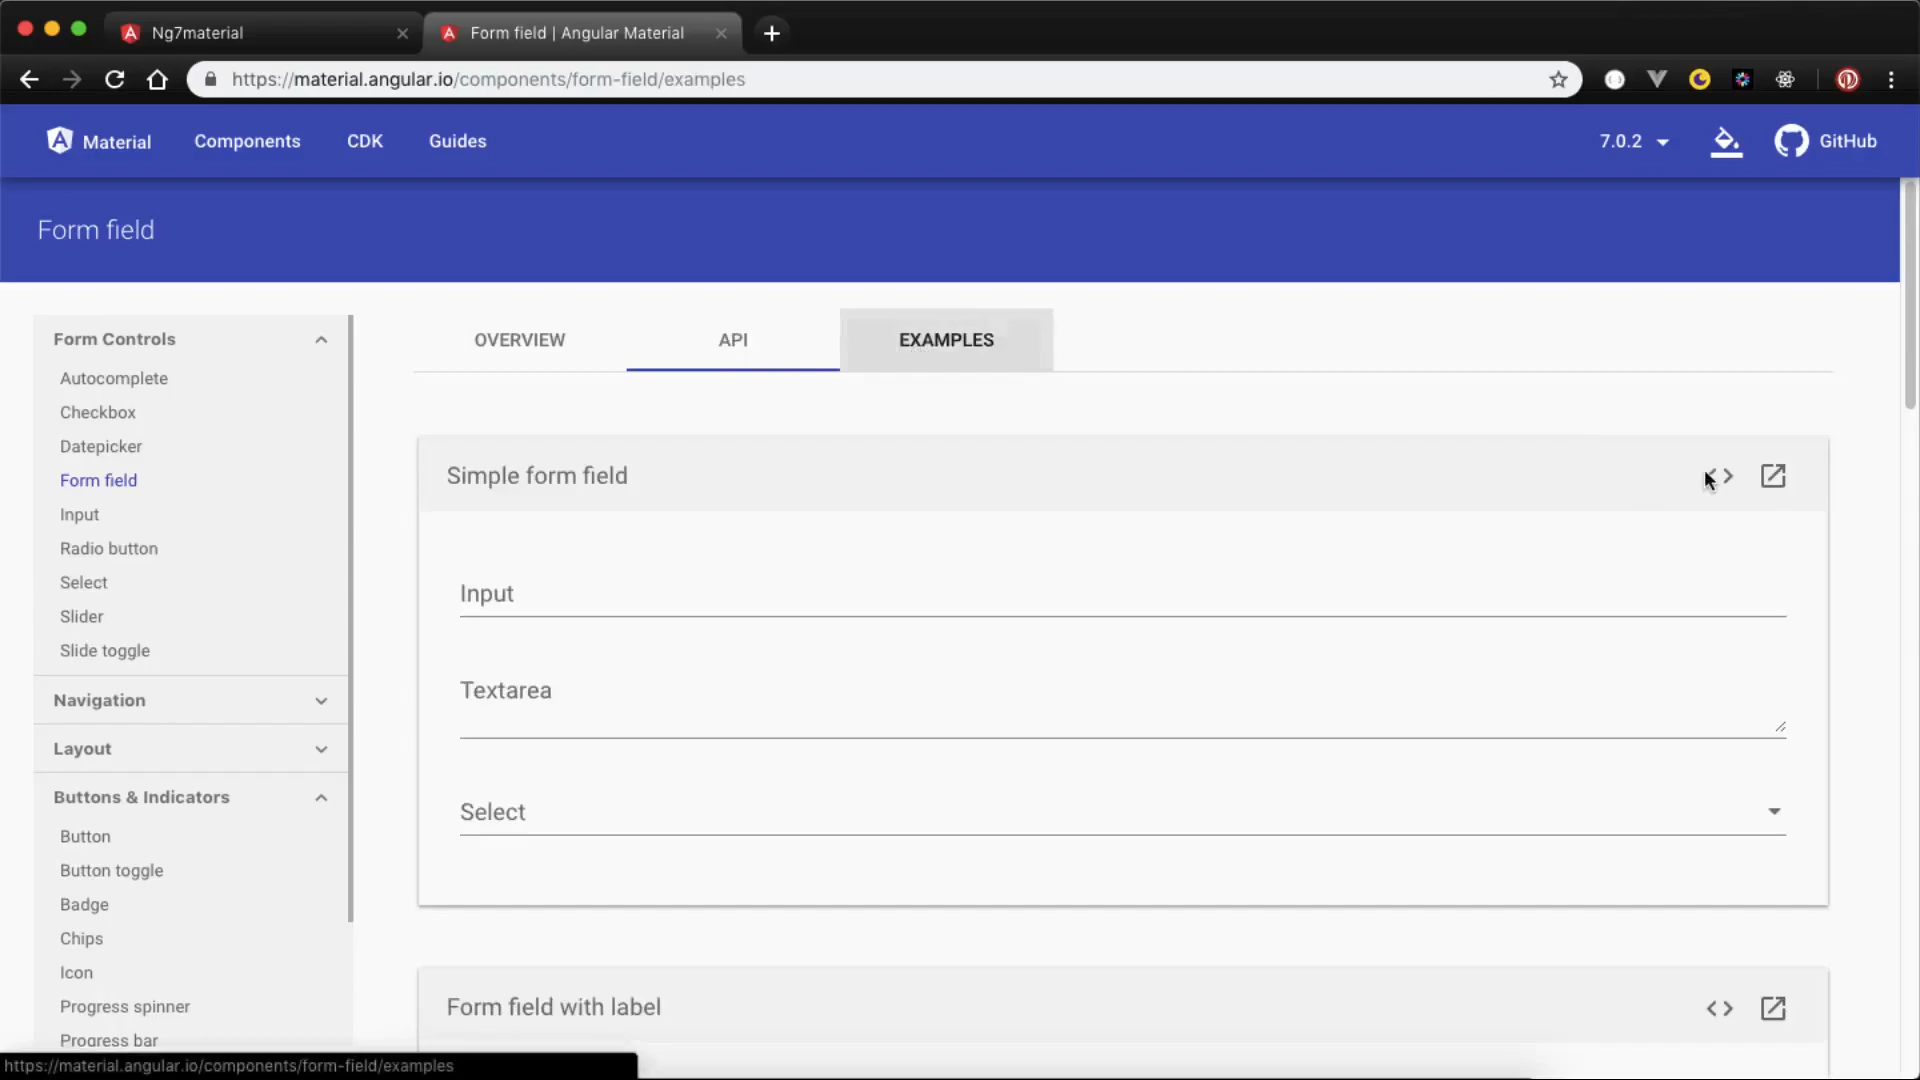 Ng7material
Form field | Angular Material
https://material.angular.io/components/form-field/examples
Material
Components
CDK
Guides
7.0.2
GitHub
Form field
Form Controls
Autocomplete
Checkbox
Datepicker
Form field
Input
Radio button
Select
Slider
Slide toggle
Navigation
Layout
Buttons & Indicators
Button
Button toggle
Badge
Chips
Icon
Progress spinner
Progress bar
OVERVIEW
API
EXAMPLES
Simple form field
Input
Textarea
Select
Form field with label
https://material.angular.io/components/form-field/examples